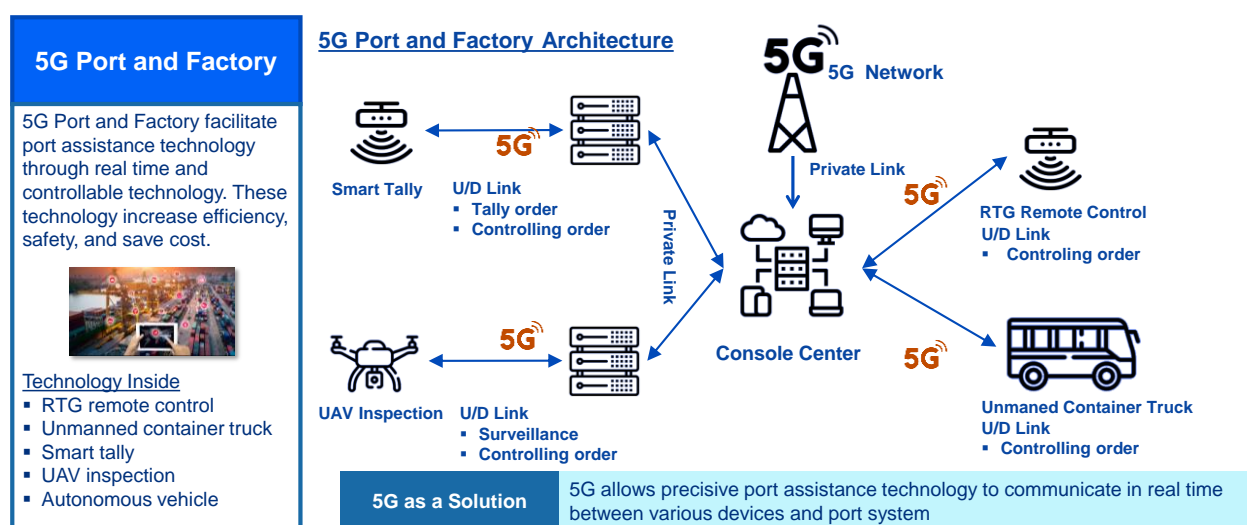 5G Port and Factory
5G Port and Factory facilitate
port assistance technology
through real time and
controllable technology. These
technology increase efficiency,
safety, and save cost.
Technology Inside
▪ RTG remote control
▪ Unmanned container truck
▪ Smart tally
▪ UAV inspection
▪ Autonomous vehicle
5G Port and Factory Architecture
5G
5G Network
Private Link
5G
Smart Tally
U/D Link
▪ Tally order
▪ Controlling order
Private Link
5G
UAV Inspection
U/D Link
▪ Surveillance
▪ Controlling order
Console Center
5G
RTG Remote Control
U/D Link
▪ Controling order
5G
Unmaned Container Truck
U/D Link
▪ Controlling order
5G as a Solution
5G allows precisive port assistance technology to communicate in real time
between various devices and port system